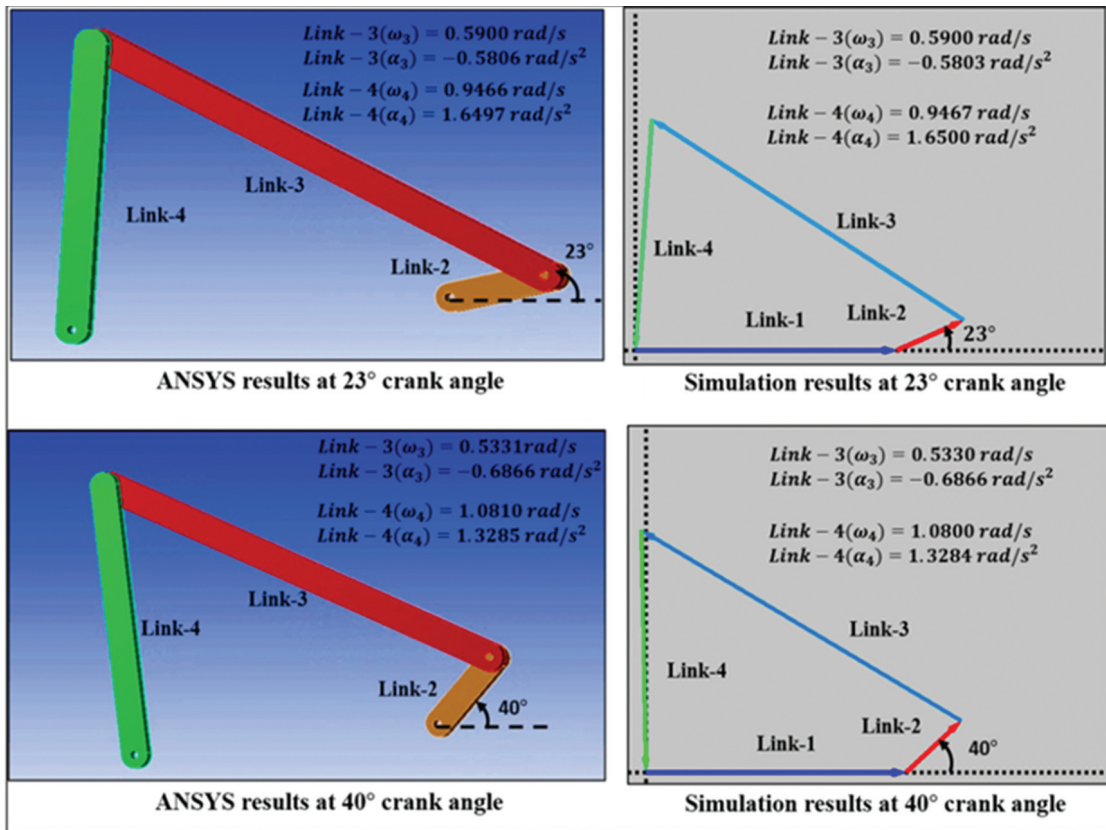 Link – 3(ω₃) = 0.5900 rad/s
Link – 3(α₃) = −0.5806 rad/s²
Link – 4(ω₄) = 0.9466 rad/s
Link – 4(α₄) = 1.6497 rad/s²
Link-3
Link-4
Link-2
23°
ANSYS results at 23° crank angle
Link – 3(ω₃) = 0.5900 rad/s
Link – 3(α₃) = −0.5803 rad/s²
Link – 4(ω₄) = 0.9467 rad/s
Link – 4(α₄) = 1.6500 rad/s²
Link-3
Link-4
Link-1
Link-2
23°
Simulation results at 23° crank angle
Link – 3(ω₃) = 0.5331rad/s
Link – 3(α₃) = −0.6866 rad/s²
Link – 4(ω₄) = 1.0810 rad/s
Link – 4(α₄) = 1.3285 rad/s²
Link-3
Link-4
Link-2
40°
ANSYS results at 40° crank angle
Link – 3(ω₃) = 0.5330 rad/s
Link – 3(α₃) = −0.6866 rad/s²
Link – 4(ω₄) = 1.0800 rad/s
Link – 4(α₄) = 1.3284 rad/s²
Link-3
Link-4
Link-2
Link-1
40°
Simulation results at 40° crank angle